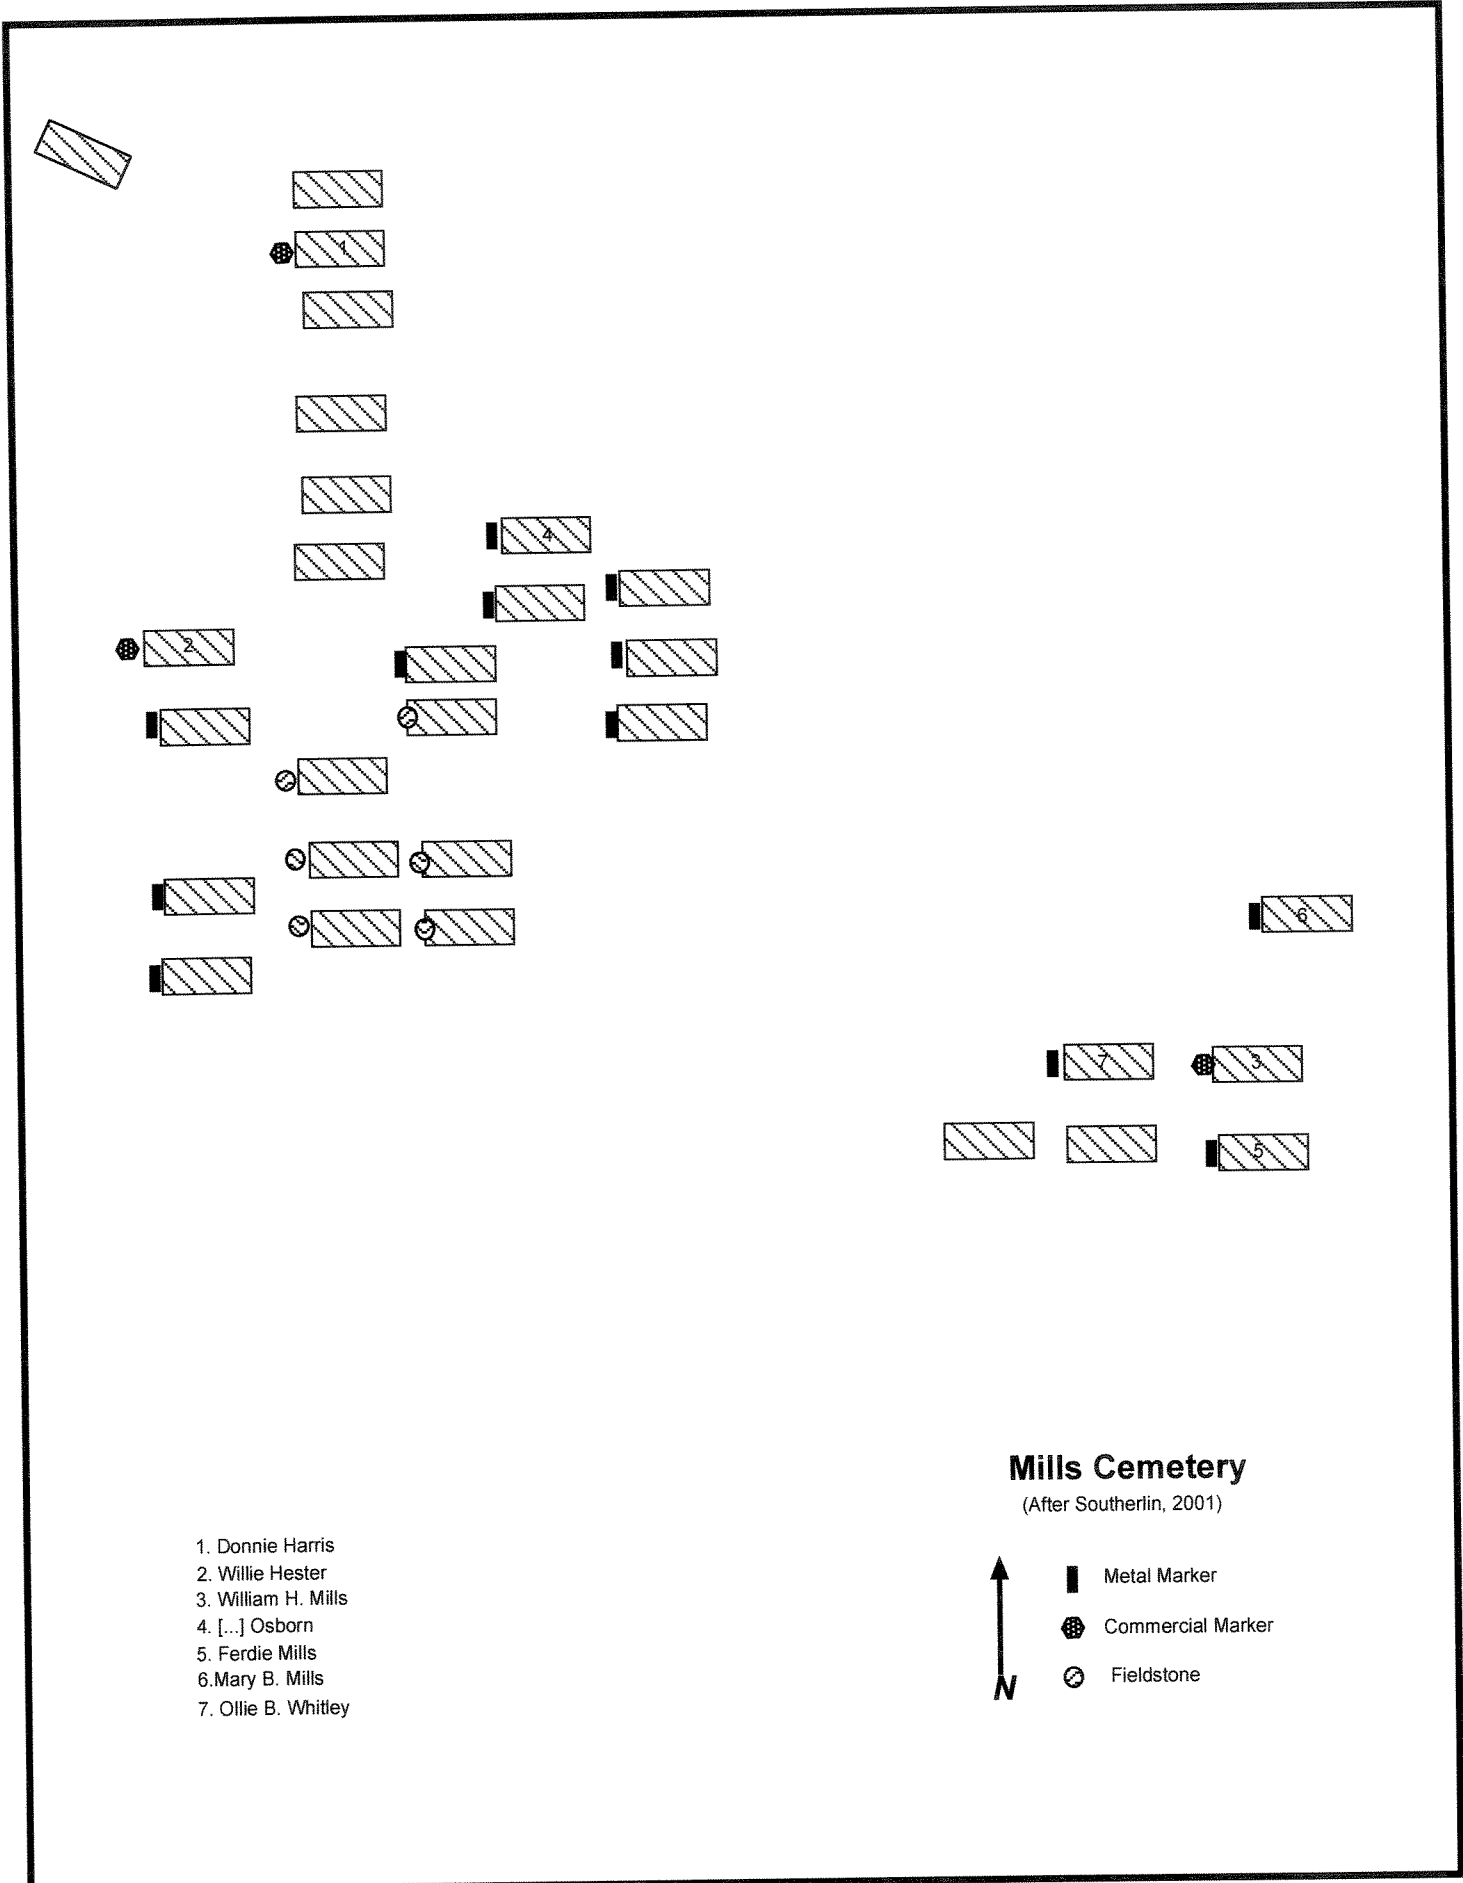 1
4
2
6
7
3
5
Mills Cemetery
(After Southerlin, 2001)
1. Donnie Harris
2. Willie Hester
3. William H. Mills
4. [...] Osborn
5. Ferdie Mills
6.Mary B. Mills
7. Ollie B. Whitley
Metal Marker
Commercial Marker
Fieldstone
N